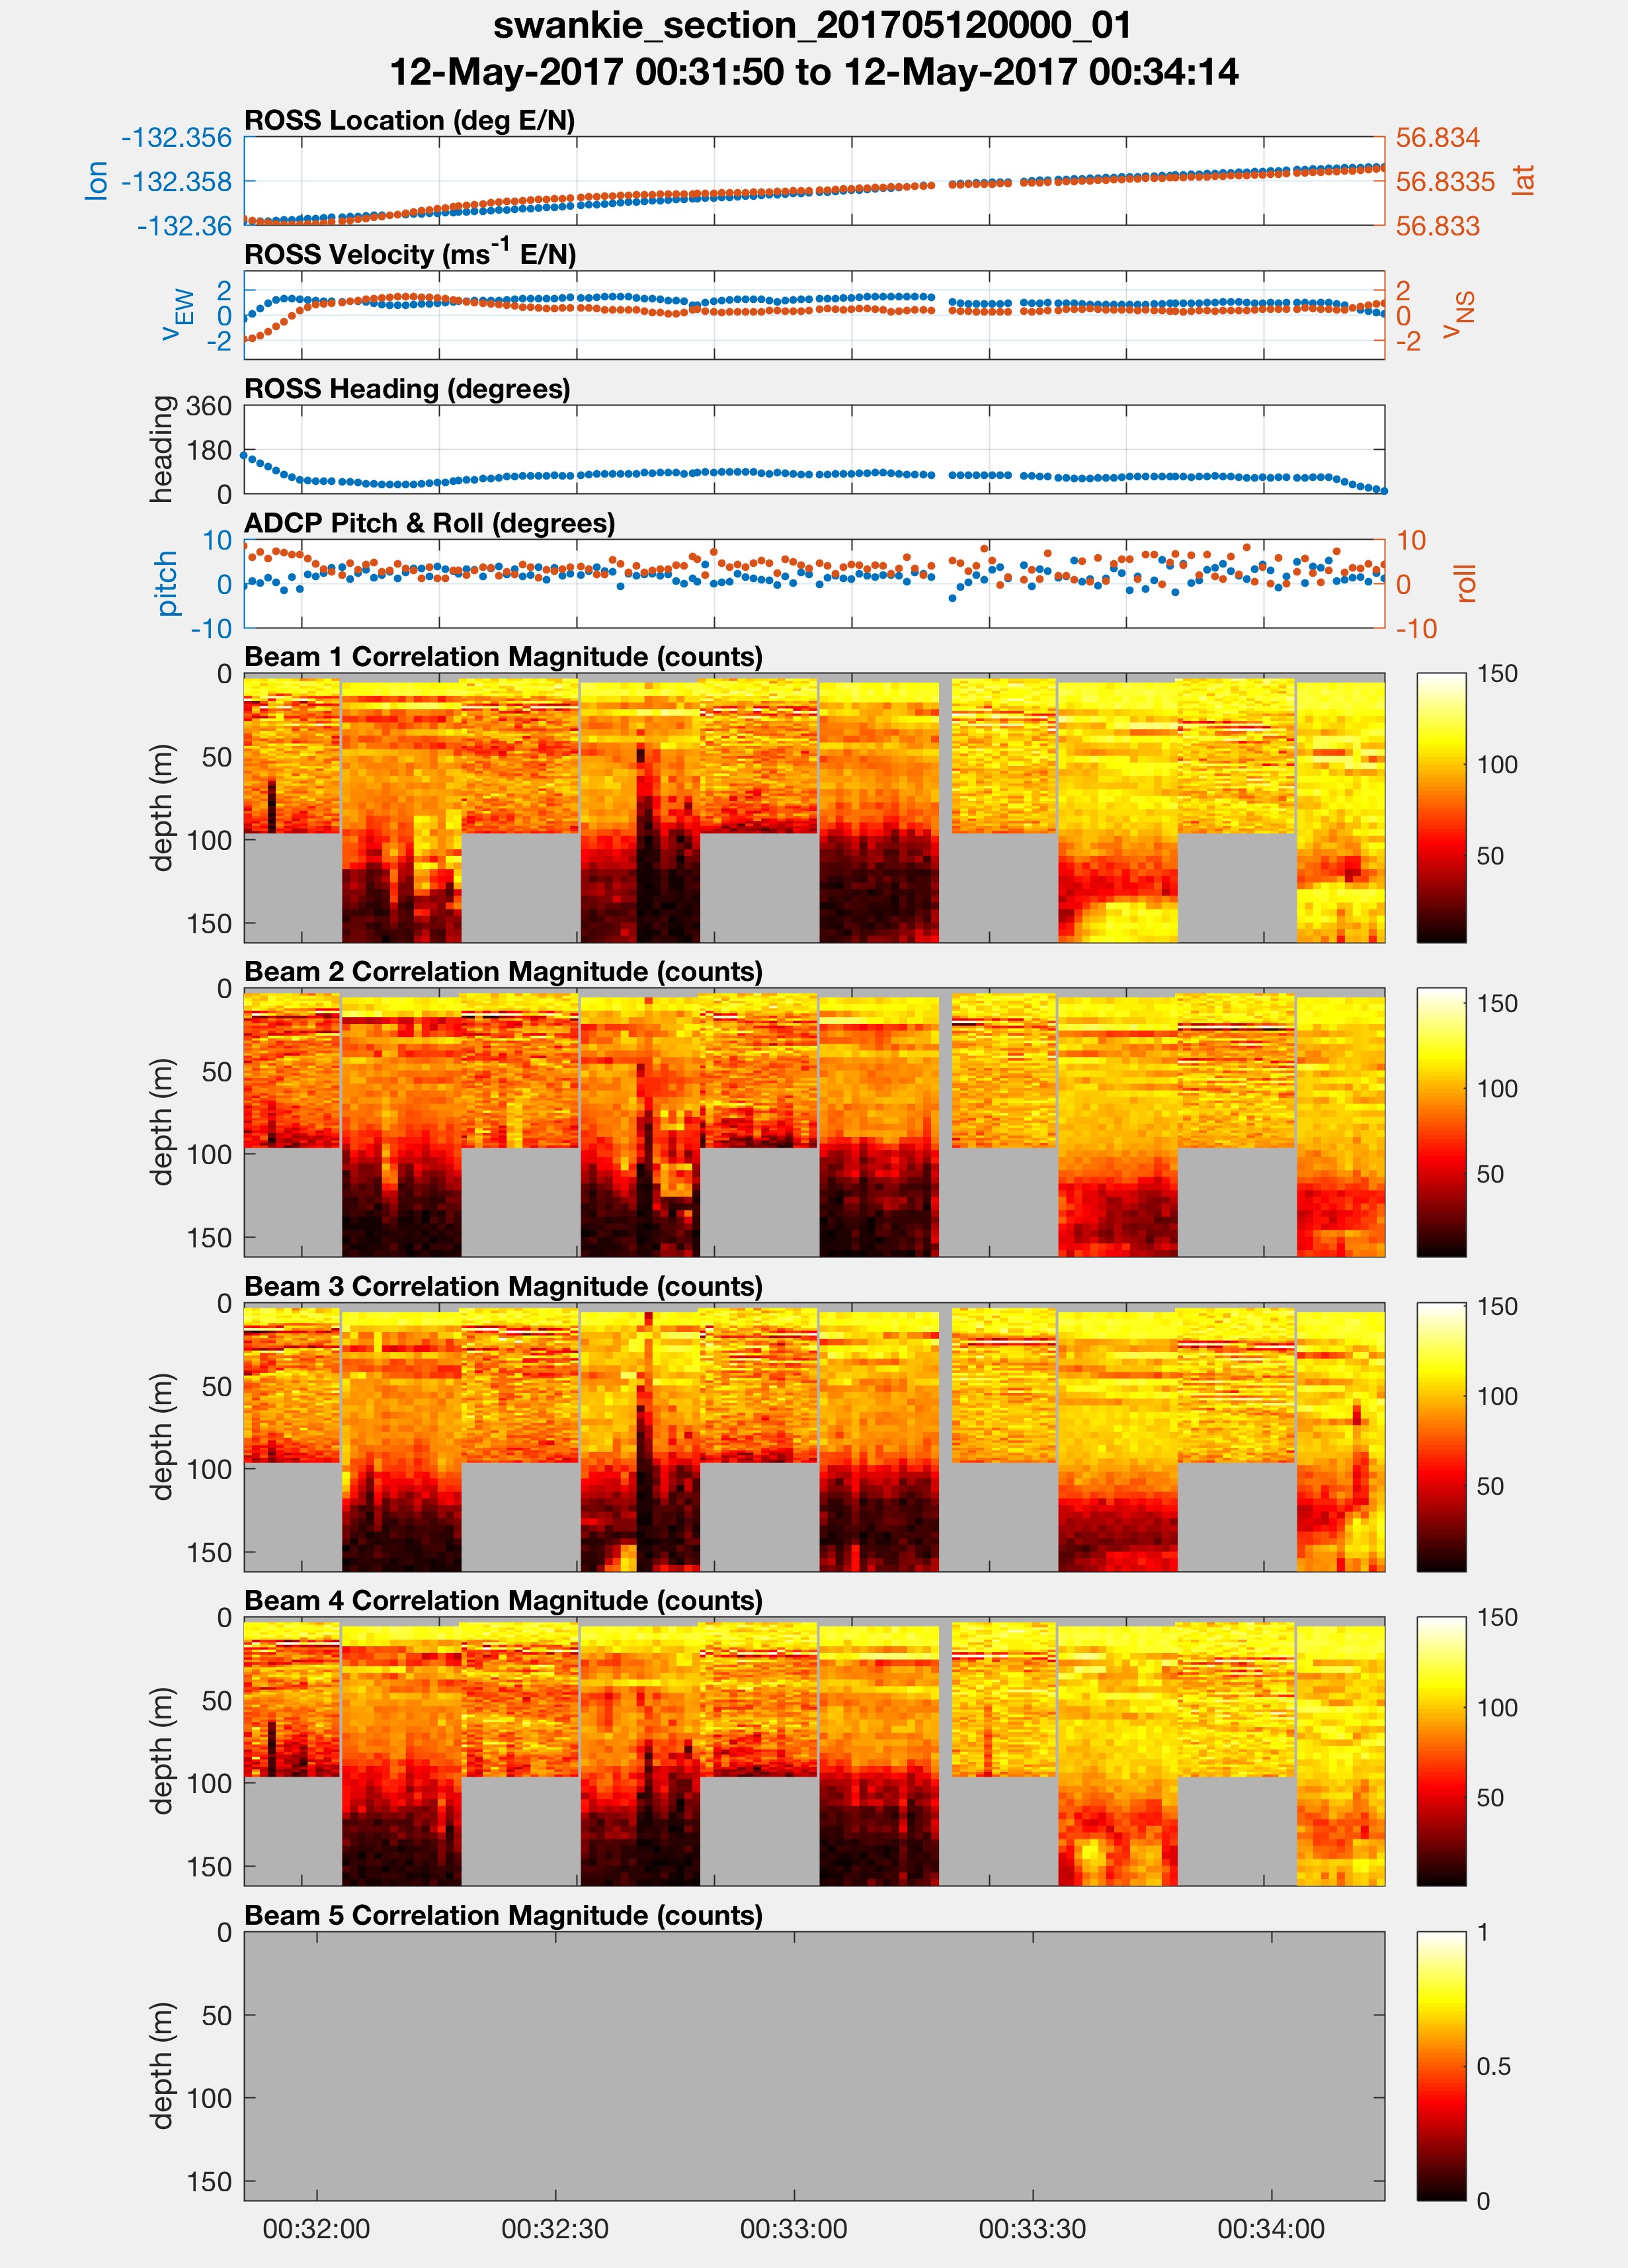 swankie_section_201705120000_01
12-May-2017 00:31:50 to 12-May-2017 00:34:14
ROSS Location (deg E/N)
-132.356
-132.358
-132.36
lon
56.834
56.8335
56.833
lat
ROSS Velocity (ms-1 E/N)
2
0
-2
vEW
2
0
-2
vNS
ROSS Heading (degrees)
360
180
0
heading
ADCP Pitch & Roll (degrees)
10
0
-10
pitch
10
0
-10
roll
Beam 1 Correlation Magnitude (counts)
0
50
100
150
depth (m)
150
100
50
Beam 2 Correlation Magnitude (counts)
0
50
100
150
depth (m)
150
100
50
Beam 3 Correlation Magnitude (counts)
0
50
100
150
depth (m)
150
100
50
Beam 4 Correlation Magnitude (counts)
0
50
100
150
depth (m)
150
100
50
Beam 5 Correlation Magnitude (counts)
0
50
100
150
depth (m)
1
0.5
0
00:32:00 00:32:30 00:33:00 00:33:30 00:34:00